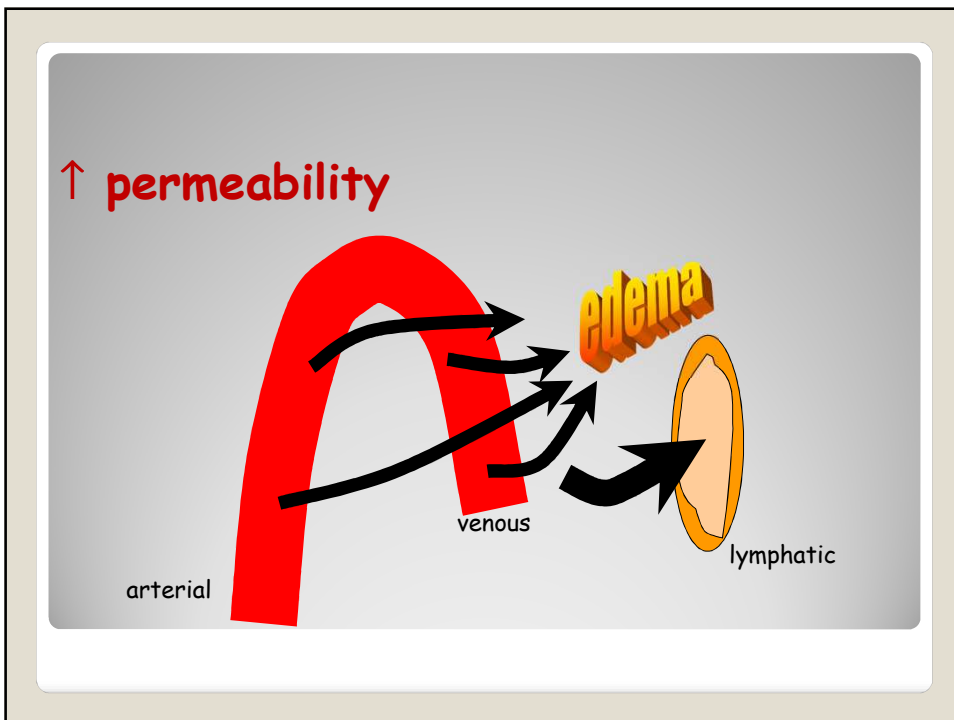 ↑ permeability
edema
venous
lymphatic
arterial